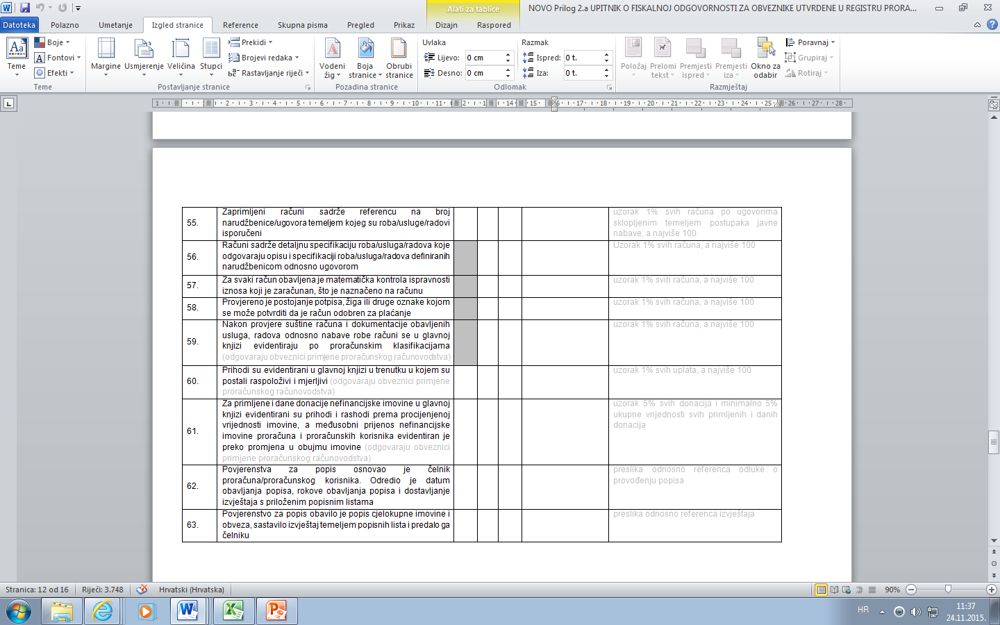 NOVO Prilog 2.a UPITNIK O FISKALNOJ ODGOVORNOSTI ZA OBVEZNIKE UTVRDENE U REGISTRU PRORA...
Alati za tablice
Datoteka Polazno Umetanje Izgled stranice Reference Skupna pisma Pregled Prikaz Dizajn Raspored
Teme
Boje
Fontovi
Efekti
Teme
Margine Usmjerenje Veličina Stupci
Prekidi
Brojevi redaka
Rastavljanje riječi
Postavljanje stranice
Vodeni žig
Boja stranice
Obrubi stranice
Pozadina stranice
Uvlaka
Lijevo: 0 cm
Desno: 0 cm
Razmak
Ispred: 0 t.
Iza: 0 t.
Odlomak
Položaj
Prelomi tekst
Premjesti ispred
Premjesti iza
Okno za odabir
Poravnaj
Grupiraj
Rotiraj
Razmještaj
55.
Zaprimljeni računi sadrže referencu na broj
narudžbenice/ugovora temeljem kojeg su roba/usluge/radovi
isporučeni
uzorak 1% svih računa po ugovorima
sklopljenim temeljem postupaka javne
nabave, a najviše 100
56.
Računi sadrže detaljnu specifikaciju roba/usluga/radova koje
odgovaraju opisu i specifikaciji roba/usluga/radova definiranih
narudžbenicom odnosno ugovorom
Uzorak 1% svih računa, a najviše 100
57.
Za svaki račun obavljena je matematička kontrola ispravnosti
iznosa koji je zaračunan, što je naznačeno na računu
uzorak 1% svih računa, a najviše 100
58.
Provjereno je postojanje potpisa, žiga ili druge oznake kojom
se može potvrditi da je račun odobren za plaćanje
uzorak 1% svih računa, a najviše 100
59.
Nakon provjere suštine računa i dokumentacije obavljenih
usluga, radova odnosno nabave robe računi se u glavnoj
knjizi evidentiraju po proračunskim klasifikacijama
(odgovaraju obveznici primjene proračunskog računovodstva)
uzorak 1% svih računa, a najviše 100
60.
Prihodi su evidentirani u glavnoj knjizi u trenutku u kojem su
postali raspoloživi i mjerljivi (odgovaraju obveznici primjene
proračunskog računovodstva)
uzorak 1% svih uplata, a najviše 100
61.
Za primljene i dane donacije nefinancijske imovine u glavnoj
knjizi evidentirani su prihodi i rashodi prema procijenjenoj
vrijednosti imovine, a međusobni prijenos nefinancijske
imovine proračuna i proračunskih korisnika evidentiran je
preko promjena u obujmu imovine (odgovaraju obveznici
primjene proračunskog računovodstva)
uzorak 5% svih donacija i minimalno 5%
ukupne vrijednosti svih primljenih i danih
donacija
62.
Povjerenstva za popis osnovao je čelnik
proračuna/proračunskog korisnika. Odredio je datum
obavljanja popisa, rokove obavljanja popisa i dostavljanje
izvještaja s priloženim popisnim listama
preslika odnosno referenca odluke o
provođenju popisa
63.
Povjerenstvo za popis obavilo je popis cjelokupne imovine i
obveza, sastavilo izvještaj temeljem popisnih lista i predalo ga
čelniku
preslika odnosno referenca izvještaja
Stranica: 12 od 16 Riječi: 3.748 Hrvatski (Hrvatska) 90%
HR 11:37
24.11.2015.